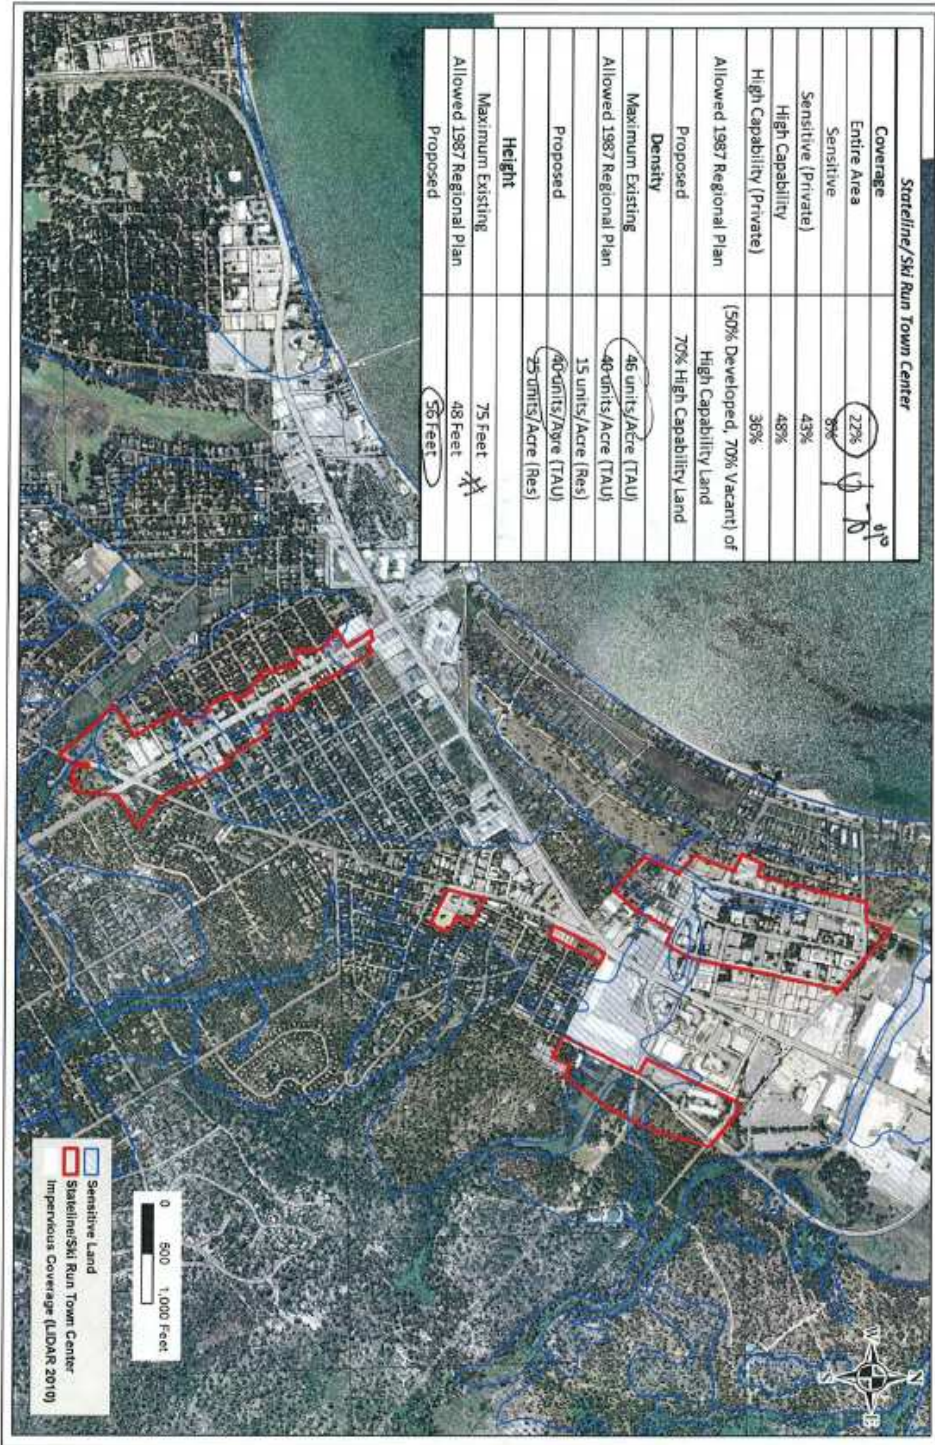 Stateline/Ski Run Town Center
Coverage
Entire Area 22%
Sensitive 8%
Sensitive (Private) 43%
High Capability 48%
High Capability (Private) 36%
Allowed 1987 Regional Plan (50% Developed, 70% Vacant) of
High Capability Land
Proposed 70% High Capability Land
Density
Maximum Existing 46 units/Acre (TAU)
Allowed 1987 Regional Plan 40 units/Acre (TAU)
15 units/Acre (Res)
Proposed 40 units/Acre (TAU)
25 units/Acre (Res)
Height
Maximum Existing 75 Feet
Allowed 1987 Regional Plan 48 Feet
Proposed 56 Feet
N
W
E
S
0 500 1,000 Feet
Sensitive Land
Stateline/Ski Run Town Center
Impervious Coverage (LIDAR 2010)